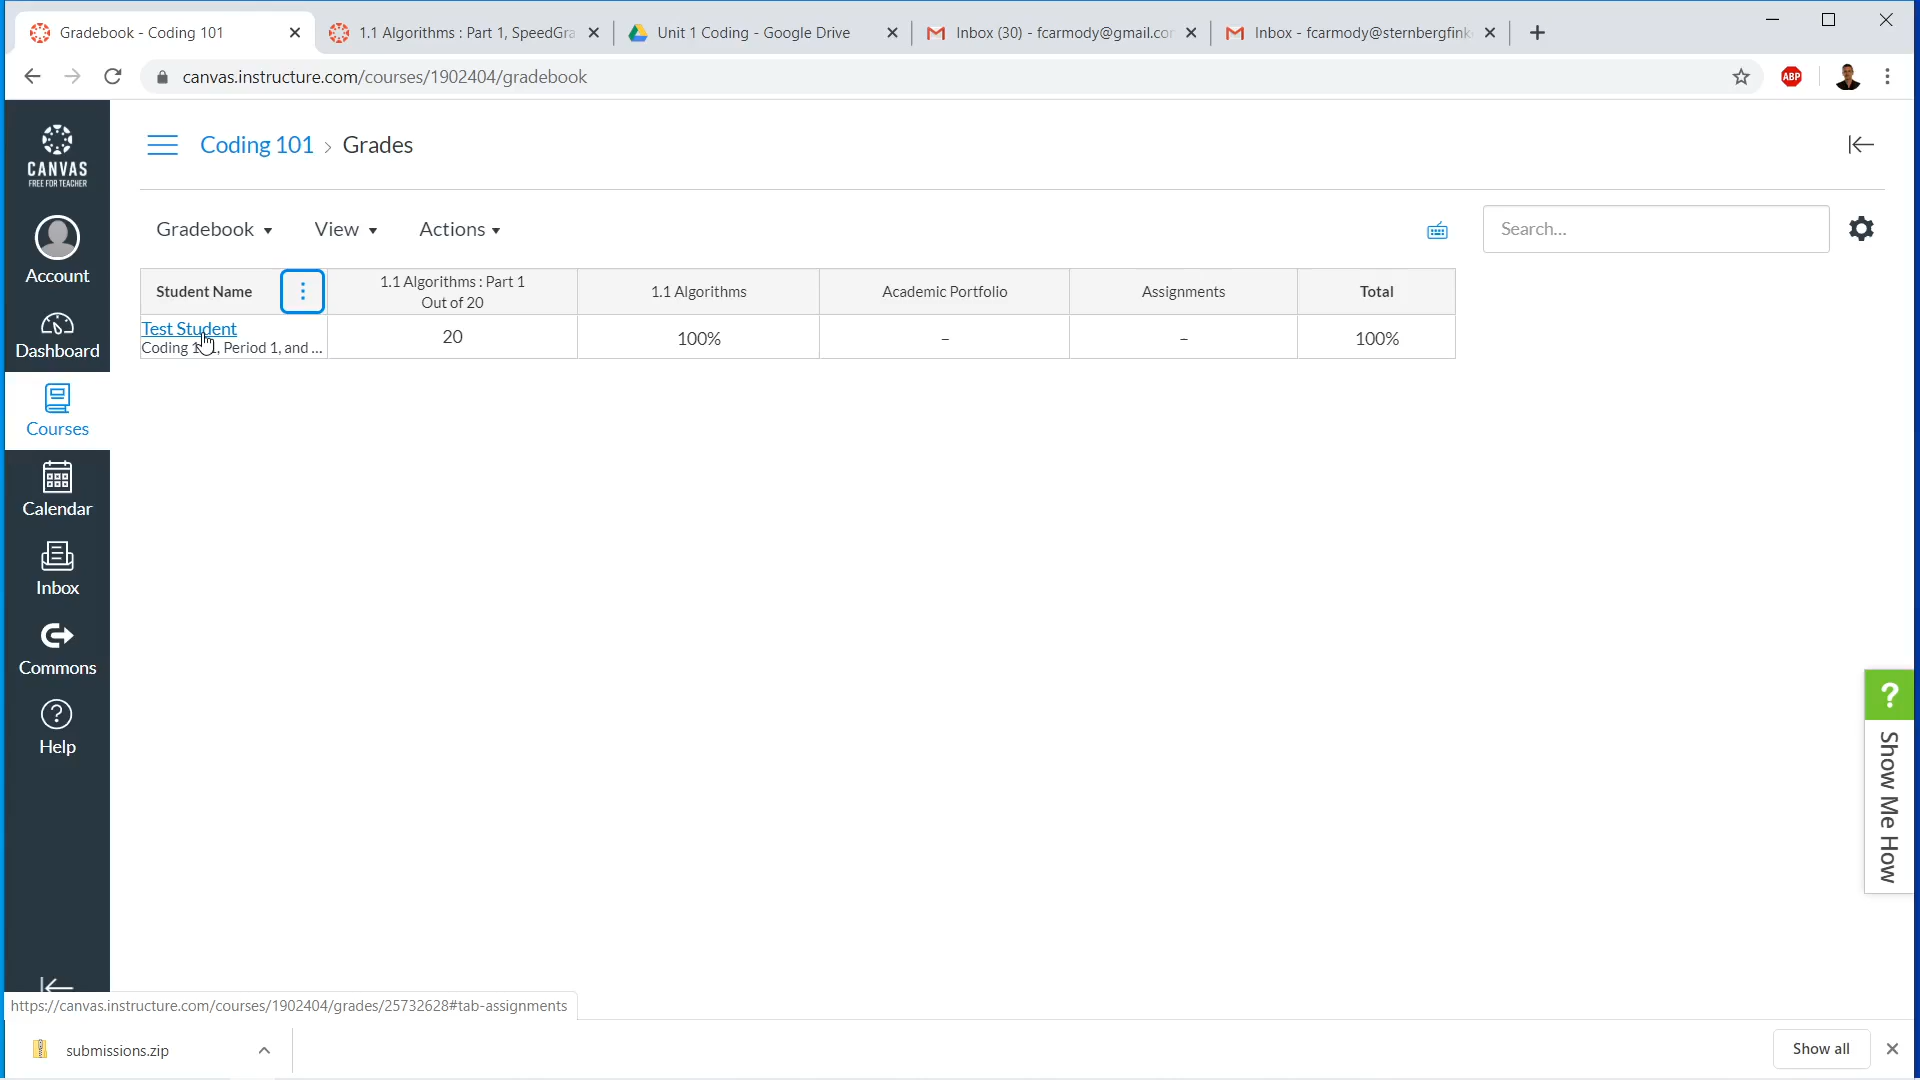 Gradebook - Coding 101
1.1 Algorithms : Part 1, SpeedGra
Unit 1 Coding - Google Drive
Inbox (30) - fcarmody@gmail.co
Inbox - fcarmody@sternbergfink
canvas.instructure.com/courses/1902404/gradebook
ABP
CANVAS
FREE FOR TEACHER
Account
Dashboard
Courses
Calendar
Inbox
Commons
Help
Coding 101 > Grades
Gradebook
View
Actions
Search...
Student Name
1.1 Algorithms : Part 1
Out of 20
1.1 Algorithms
Academic Portfolio
Assignments
Total
Test Student
Coding 1 1, Period 1, and ...
20
100%
–
–
100%
?
Show Me How
https://canvas.instructure.com/courses/1902404/grades/25732628#tab-assignments
submissions.zip
Show all